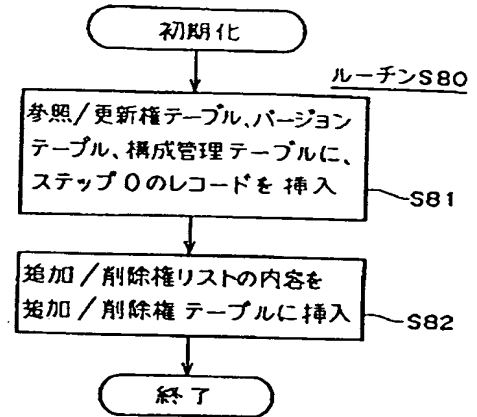 初期化
ルーチンS80
参照/更新権テーブル、バージョン
テーブル、構成管理テーブルに、
ステップ0のレコードを挿入
S81
追加/削除権リストの内容を
追加/削除権テーブルに挿入
S82
終了